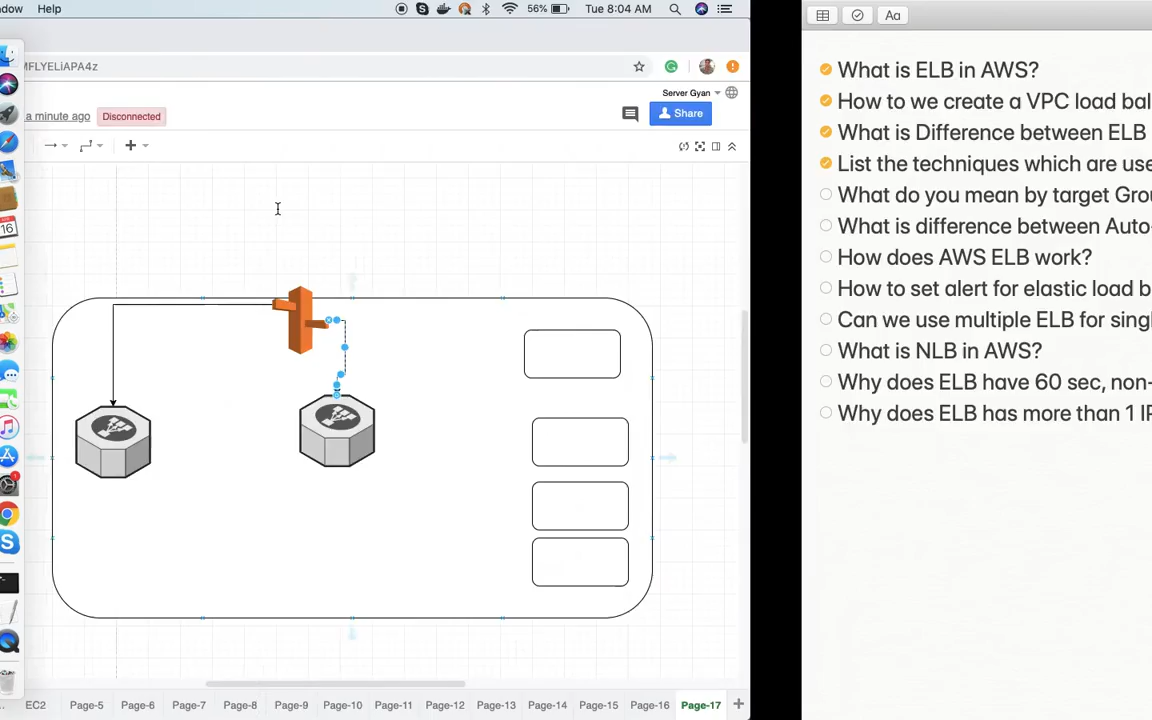 Help
56%
Tue 8:04 AM
MFLYELiAPA4z
Server Gyan
a minute ago
Disconnected
Share
Aa
What is ELB in AWS?
How to we create a VPC load bal
What is Difference between ELB
List the techniques which are use
What do you mean by target Gro
What is difference between Auto-
How does AWS ELB work?
How to set alert for elastic load b
Can we use multiple ELB for sing
What is NLB in AWS?
Why does ELB have 60 sec, non-
Why does ELB has more than 1 IP
16
EC2
Page-5
Page-6
Page-7
Page-8
Page-9
Page-10
Page-11
Page-12
Page-13
Page-14
Page-15
Page-16
Page-17